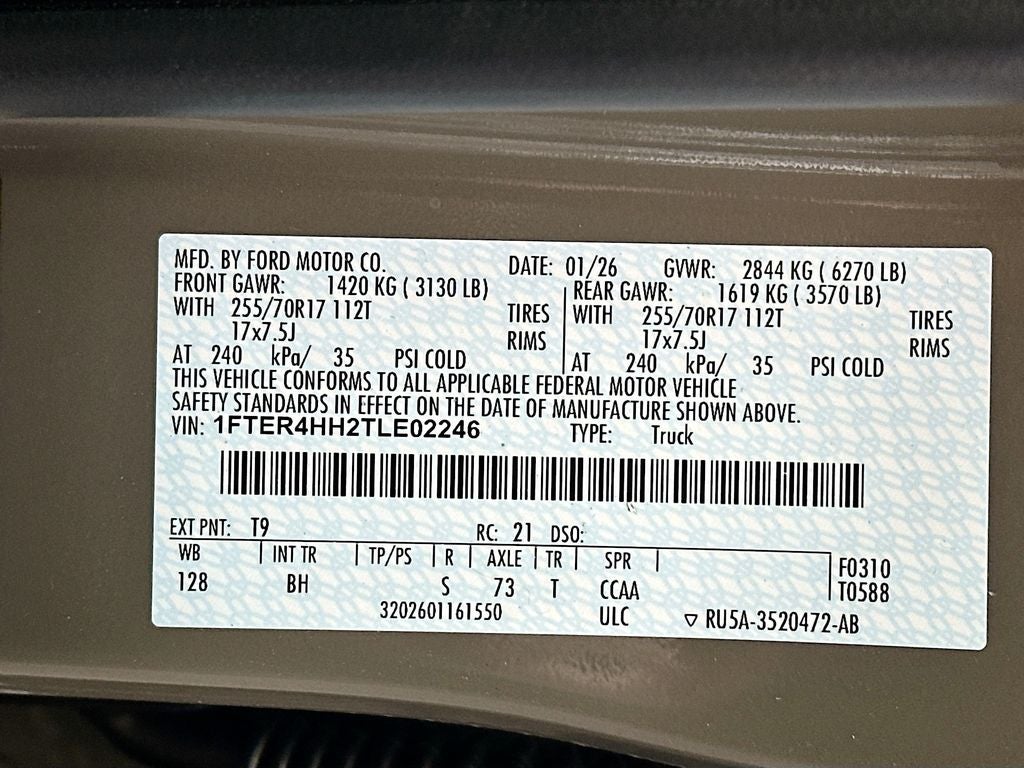 MFD. BY FORD MOTOR CO. DATE: 01/26 GVWR: 2844 KG ( 6270 LB)
FRONT GAWR: 1420 KG ( 3130 LB) REAR GAWR: 1619 KG ( 3570 LB)
WITH 255/70R17 112T TIRES WITH 255/70R17 112T TIRES
17x7.5J RIMS 17x7.5J RIMS
AT 240 kPa/ 35 PSI COLD AT 240 kPa/ 35 PSI COLD
THIS VEHICLE CONFORMS TO ALL APPLICABLE FEDERAL MOTOR VEHICLE
SAFETY STANDARDS IN EFFECT ON THE DATE OF MANUFACTURE SHOWN ABOVE.
VIN: 1FTER4HH2TLE02246 TYPE: Truck
EXT PNT: T9 RC: 21 DSO:
WB INT TR TP/PS R AXLE TR SPR F0310
128 BH S 73 T CCAA T0588
3202601161550 ULC ▽ RU5A-3520472-AB